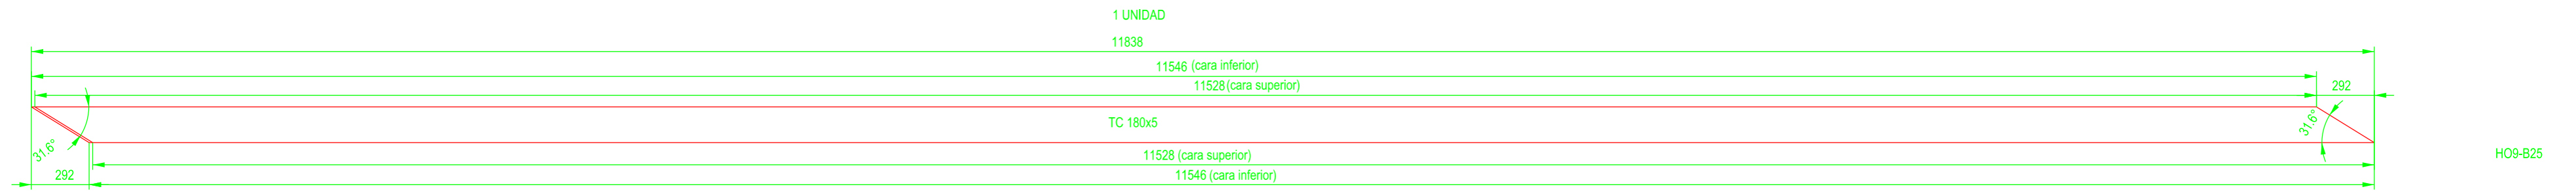 1 UNIDAD
11838
11546 (cara inferior)
11528 (cara superior)
292
31.6°
TC 180x5
31.6°
11528 (cara superior)
HO9-B25
292
11546 (cara inferior)